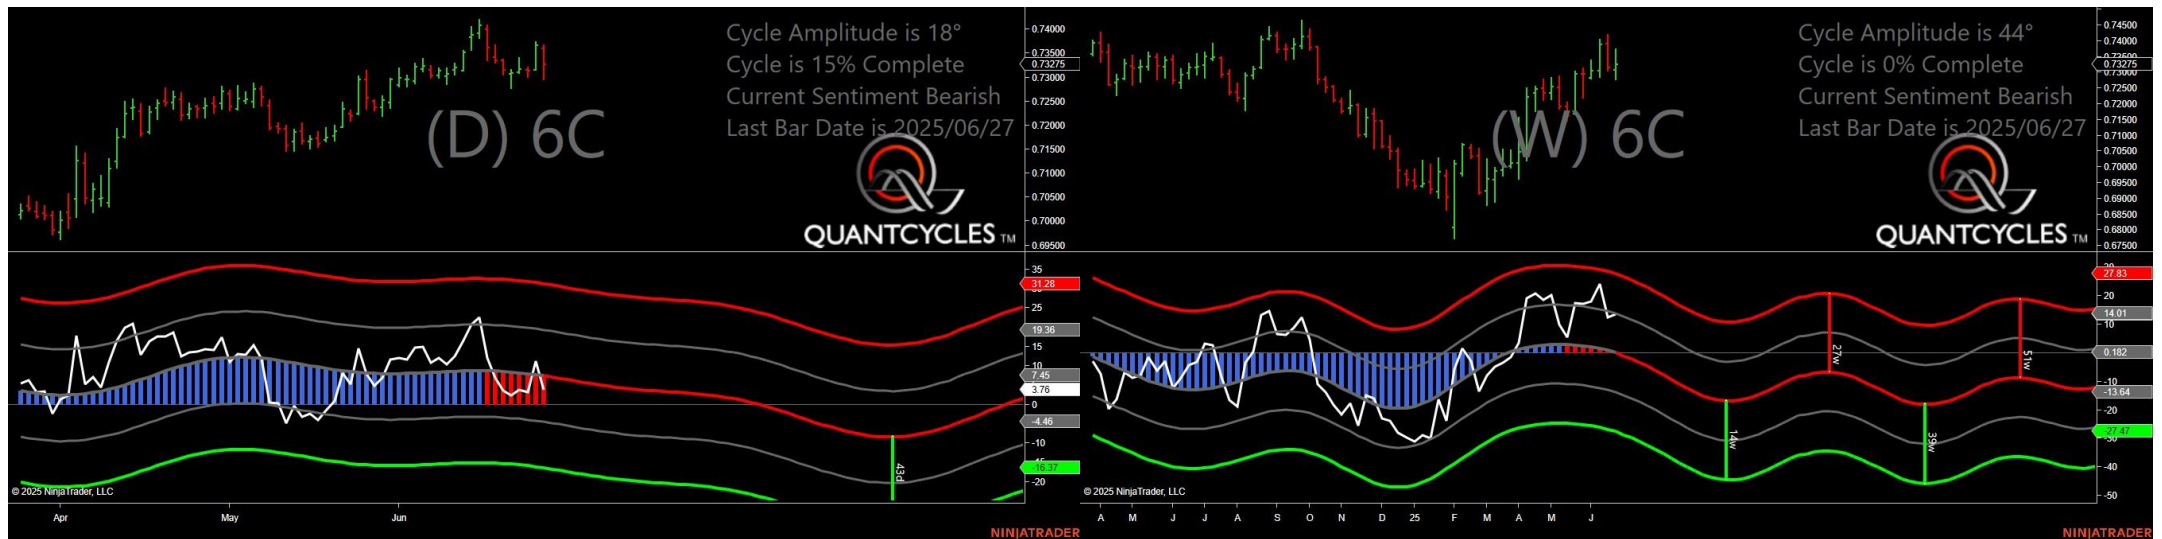 Cycle Amplitude is 18°
Cycle is 15% Complete
Current Sentiment Bearish
Last Bar Date is 2025/06/27
(D) 6C
QUANTCYCLES TM
0.74000
0.73500
0.73275
0.73000
0.72500
0.72000
0.71500
0.71000
0.70500
0.70000
0.69500
35
31.28
25
19.36
15
10
7.45
3.76
0
-4.46
-10
-16.37
-20
43d
© 2025 NinjaTrader, LLC
Apr May Jun
NINJATRADER
Cycle Amplitude is 44°
Cycle is 0% Complete
Current Sentiment Bearish
Last Bar Date is 2025/06/27
(W) 6C
QUANTCYCLES TM
0.74500
0.74000
0.73275
0.73000
0.72500
0.72000
0.71500
0.71000
0.70500
0.70000
0.69500
0.69000
0.68500
0.68000
0.67500
27.83
20
14.01
10
0.182
-10
-13.64
-20
-27.47
-30
-40
-50
14w
27w
39w
51w
© 2025 NinjaTrader, LLC
A M J J A S O N D 25 F M A M J
NINJATRADER